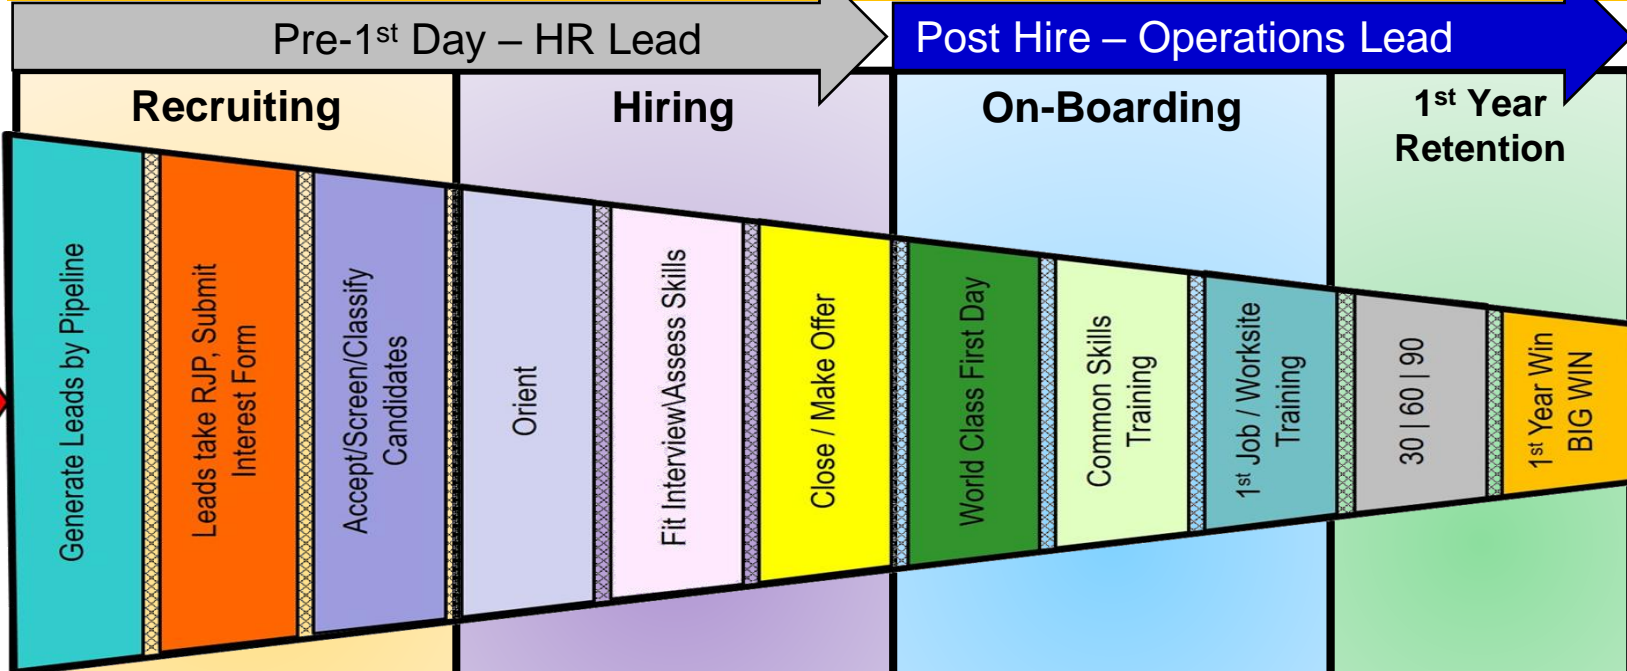 Pre-1st Day – HR Lead
Post Hire – Operations Lead
Recruiting
Hiring
On-Boarding
1st Year
Retention
Generate Leads by Pipeline
Leads take RJP, Submit
Interest Form
Accept/Screen/Classify
Candidates
Orient
Fit Interview\Assess Skills
Close / Make Offer
World Class First Day
Common Skills
Training
1st Job / Worksite
Training
30 | 60 | 90
1st Year Win
BIG WIN